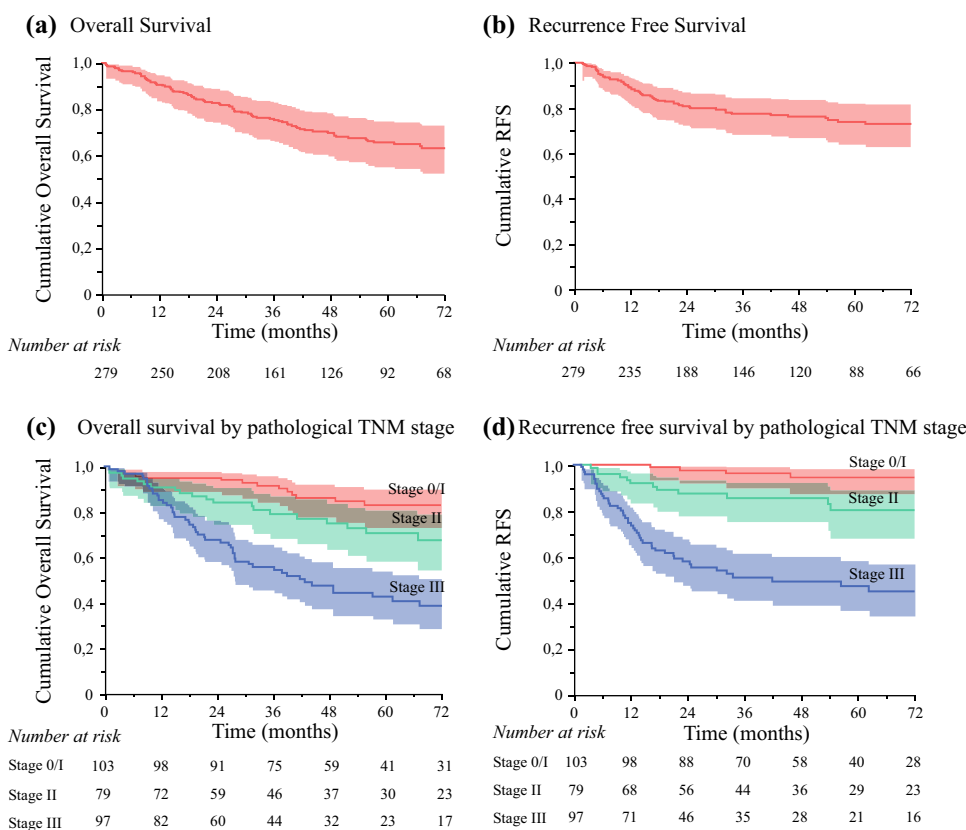 (a) Overall Survival
Cumulative Overall Survival
1,0
0,8
0,6
0,4
0,2
0
0 12 24 36 48 60 72
Time (months)
Number at risk
279 250 208 161 126 92 68
(b) Recurrence Free Survival
Cumulative RFS
1,0
0,8
0,6
0,4
0,2
0
0 12 24 36 48 60 72
Time (months)
Number at risk
279 235 188 146 120 88 66
(c) Overall survival by pathological TNM stage
Cumulative Overall Survival
1,0
0,8
0,6
0,4
0,2
0
Stage 0/I
Stage II
Stage III
0 12 24 36 48 60 72
Time (months)
Number at risk
Stage 0/I 103 98 91 75 59 41 31
Stage II 79 72 59 46 37 30 23
Stage III 97 82 60 44 32 23 17
(d) Recurrence free survival by pathological TNM stage
Cumulative RFS
1,0
0,8
0,6
0,4
0,2
0
Stage 0/I
Stage II
Stage III
0 12 24 36 48 60 72
Time (months)
Number at risk
Stage 0/I 103 98 88 70 58 40 28
Stage II 79 68 56 44 36 29 23
Stage III 97 71 46 35 28 21 16